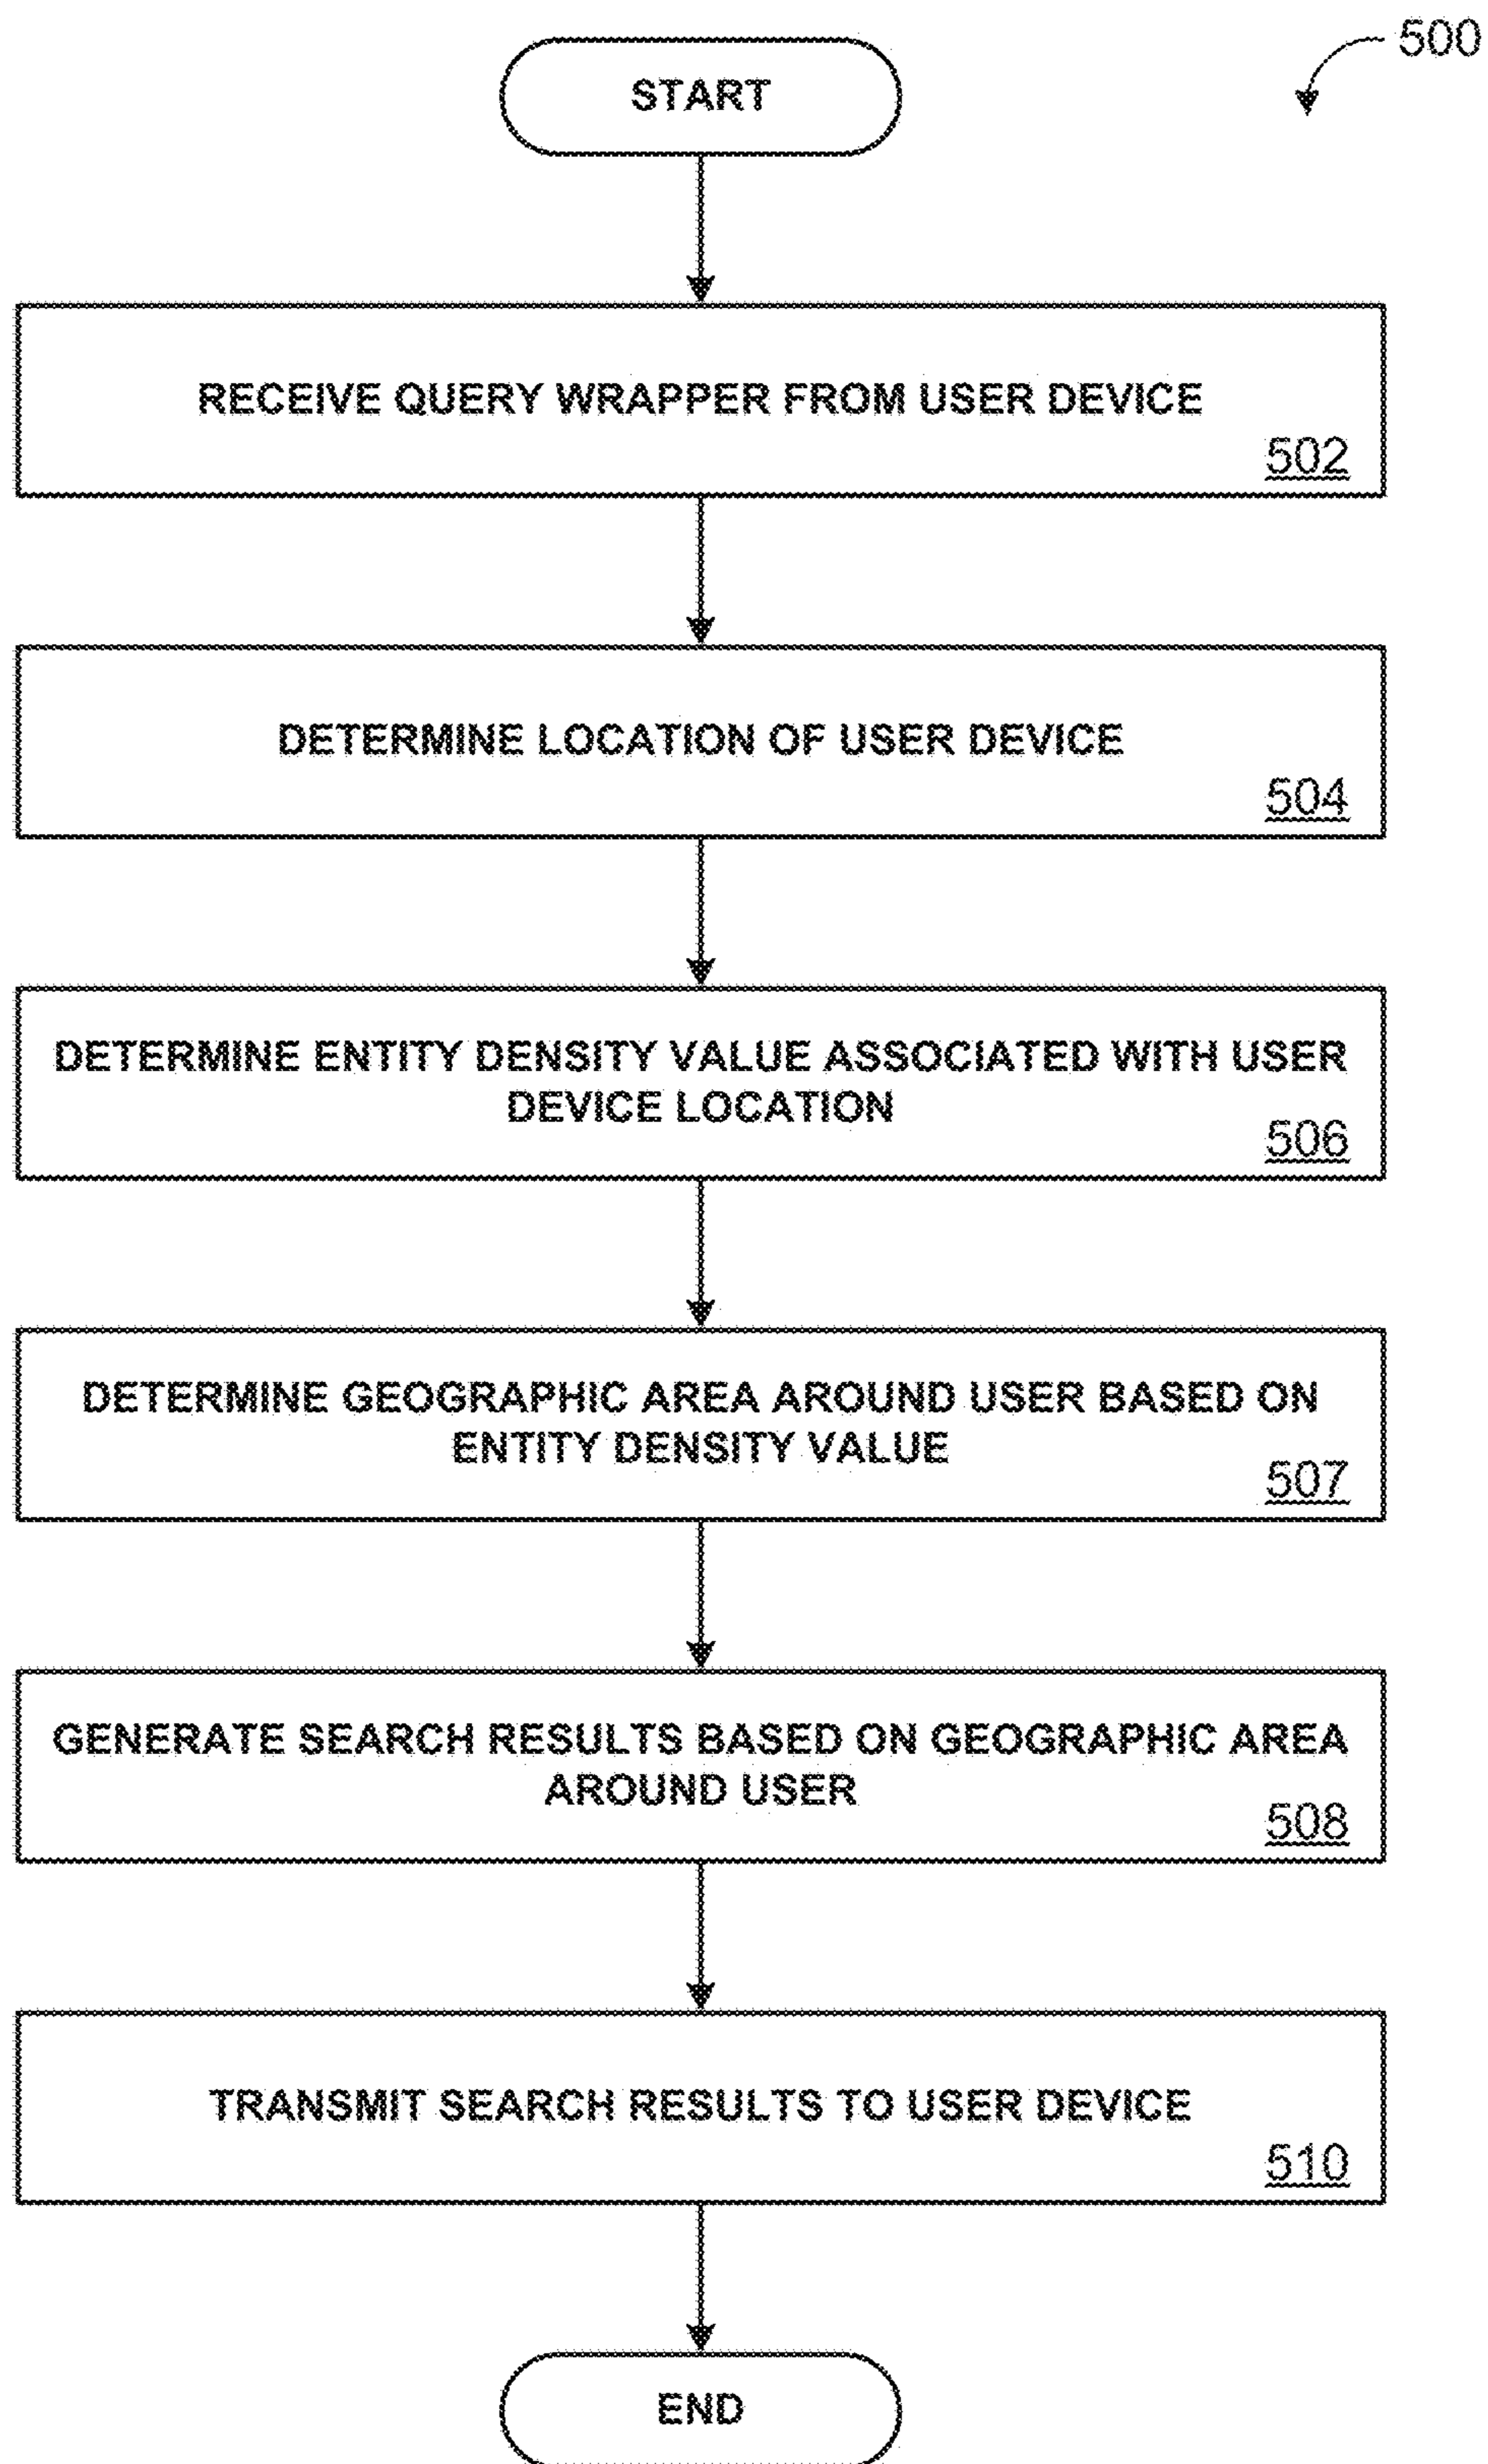 500
START
RECEIVE QUERY WRAPPER FROM USER DEVICE
502
DETERMINE LOCATION OF USER DEVICE
504
DETERMINE ENTITY DENSITY VALUE ASSOCIATED WITH USER
DEVICE LOCATION
506
DETERMINE GEOGRAPHIC AREA AROUND USER BASED ON
ENTITY DENSITY VALUE
507
GENERATE SEARCH RESULTS BASED ON GEOGRAPHIC AREA
AROUND USER
508
TRANSMIT SEARCH RESULTS TO USER DEVICE
510
END